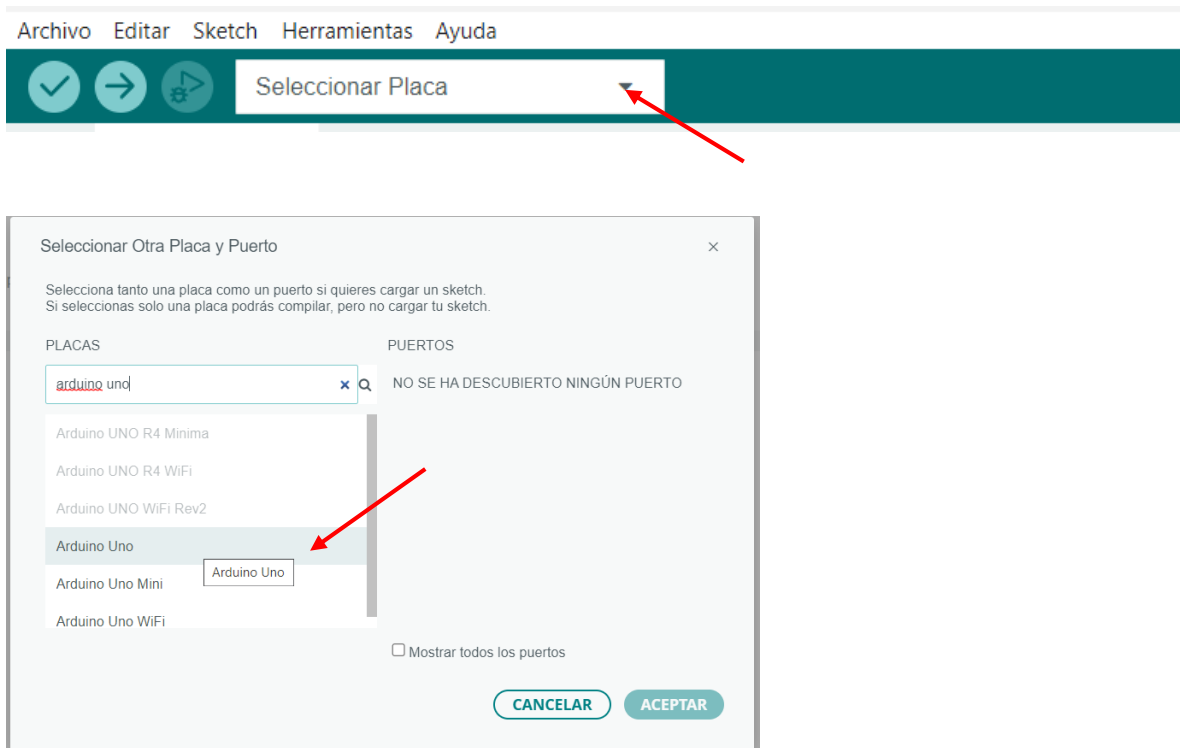 Archivo Editar Sketch Herramientas Ayuda
Seleccionar Placa
Seleccionar Otra Placa y Puerto
Selecciona tanto una placa como un puerto si quieres cargar un sketch.
Si seleccionas solo una placa podrás compilar, pero no cargar tu sketch.
PLACAS
PUERTOS
arduino uno
NO SE HA DESCUBIERTO NINGÚN PUERTO
Arduino UNO R4 Minima
Arduino UNO R4 WiFi
Arduino UNO WiFi Rev2
Arduino Uno
Arduino Uno
Arduino Uno Mini
Arduino Uno WiFi
Mostrar todos los puertos
CANCELAR ACEPTAR